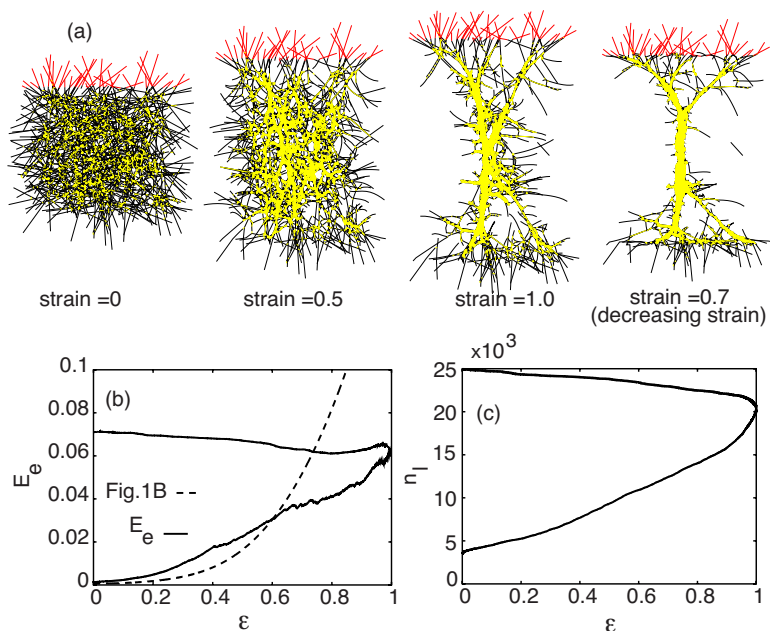 (a)
strain =0
strain =0.5
strain =1.0
strain =0.7
(decreasing strain)
(b)
0.1
0.08
0.06
0.04
0.02
0
E_e
Fig.1B
E_e
0 0.2 0.4 0.6 0.8 1
ε
(c)
x10^3
25
20
15
10
5
0
n_l
0 0.2 0.4 0.6 0.8 1
ε